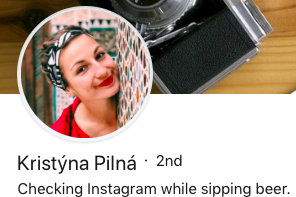 Kristýna Pilná · 2nd
Checking Instagram while sipping beer.